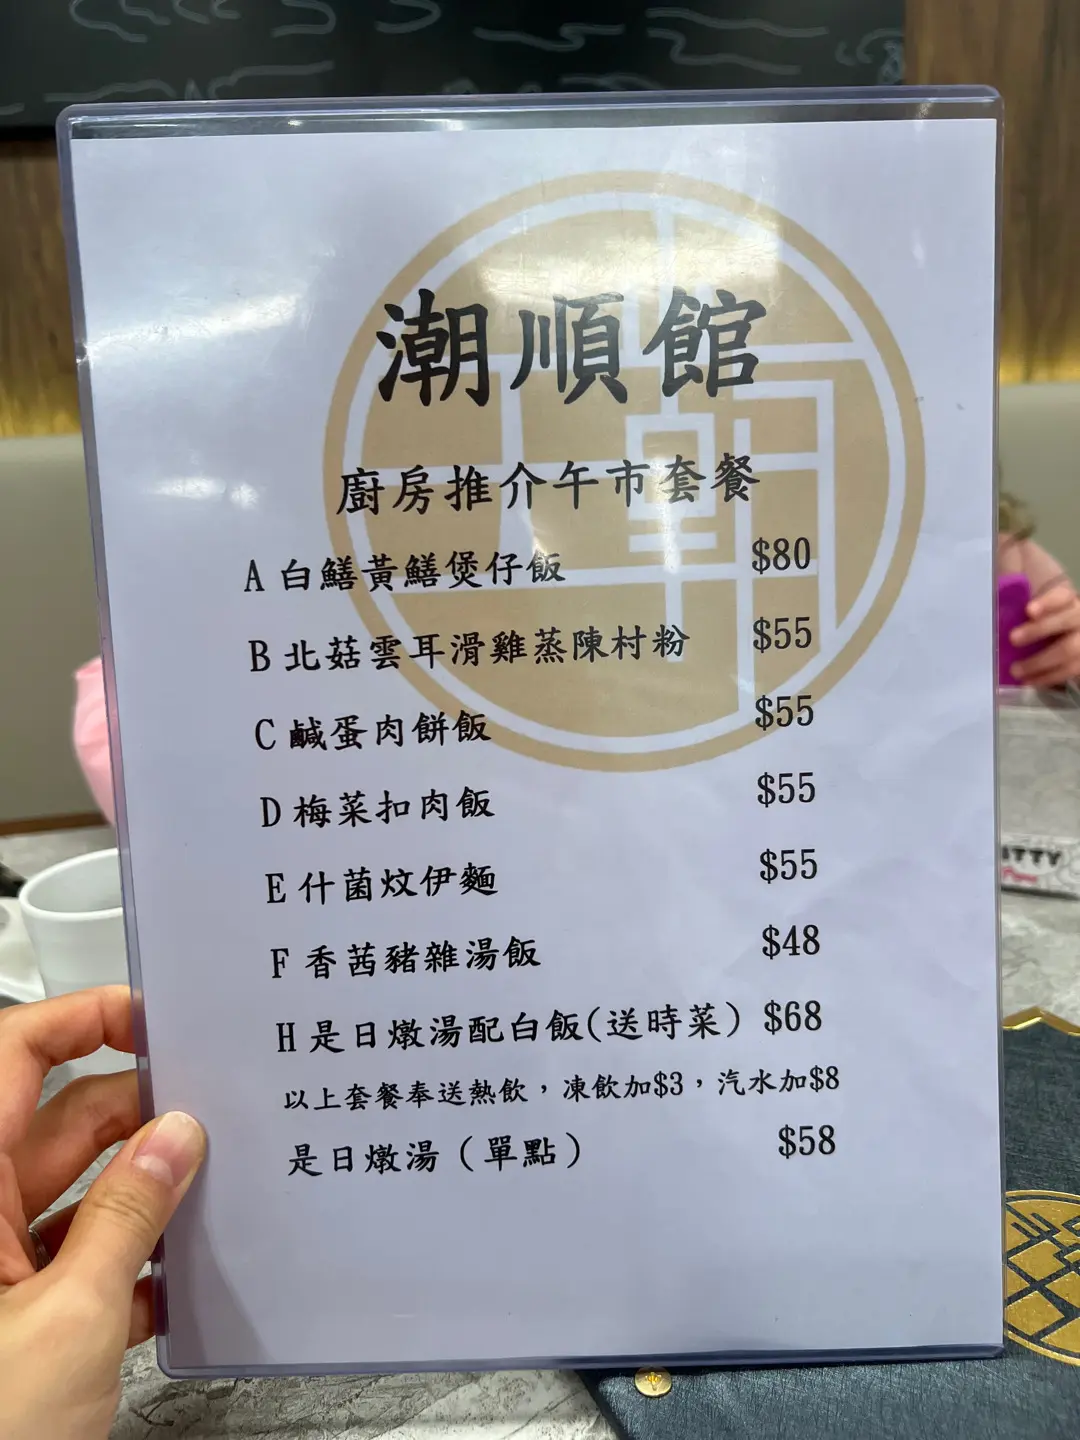 潮順館
廚房推介午市套餐
A 白鱔黃鱔煲仔飯 $80
B 北菇雲耳滑雞蒸陳村粉 $55
C 鹹蛋肉餅飯 $55
D 梅菜扣肉飯 $55
E 什菌炆伊麵 $55
F 香茜豬雜湯飯 $48
H 是日燉湯配白飯(送時菜) $68
以上套餐奉送熱飲，凍飲加$3，汽水加$8
是日燉湯（單點） $58